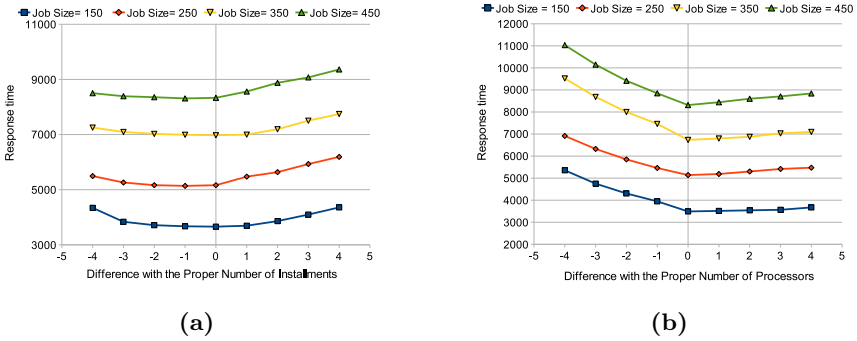 Job Size= 150 Job Size= 250 Job Size= 350 Job Size= 450
11000
9000
7000
5000
3000
-5 -4 -3 -2 -1 0 1 2 3 4 5
Response time
Difference with the Proper Number of Installments
(a)
Job Size = 150 Job Size = 250 Job Size = 350 Job Size = 450
12000
11000
10000
9000
8000
7000
6000
5000
4000
3000
2000
-5 -4 -3 -2 -1 0 1 2 3 4 5
Response time
Difference with the Proper Number of Processors
(b)